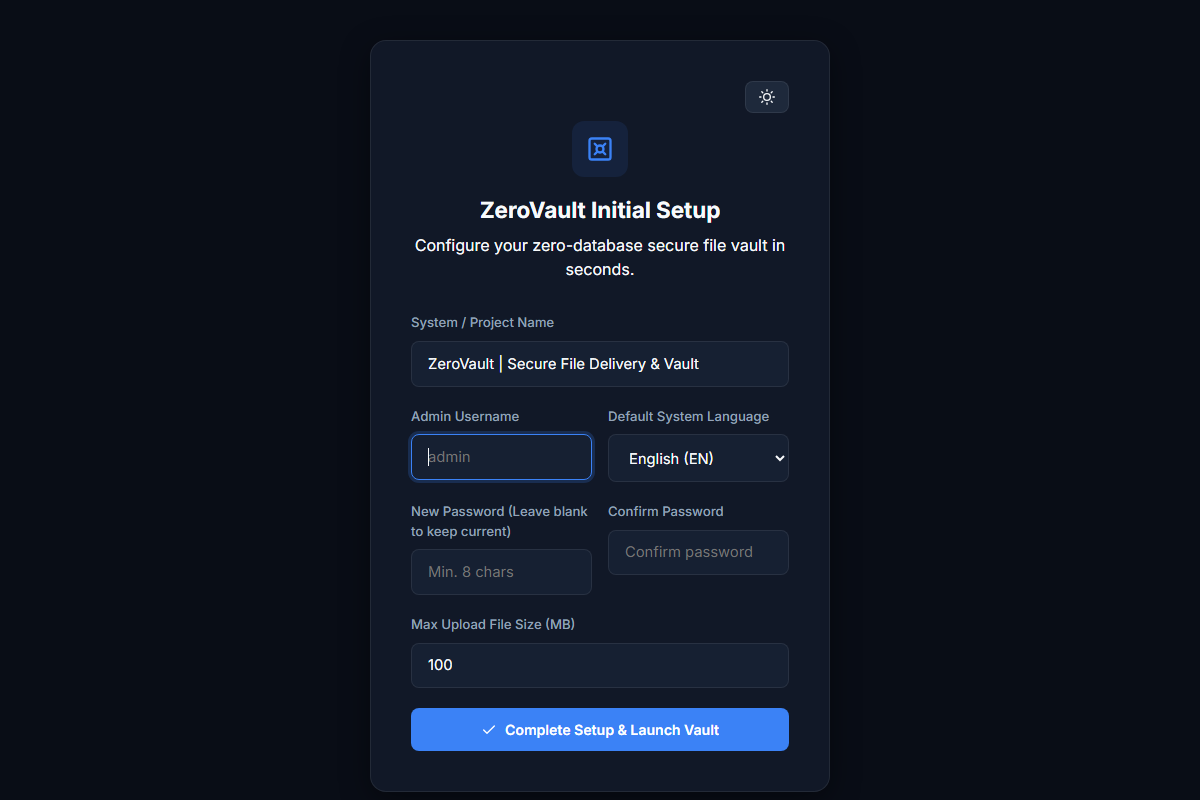 ZeroVault Initial Setup
Configure your zero-database secure file vault in
seconds.
System / Project Name
ZeroVault | Secure File Delivery & Vault
Admin Username
Default System Language
admin
English (EN)
New Password (Leave blank
to keep current)
Confirm Password
Min. 8 chars
Confirm password
Max Upload File Size (MB)
100
Complete Setup & Launch Vault